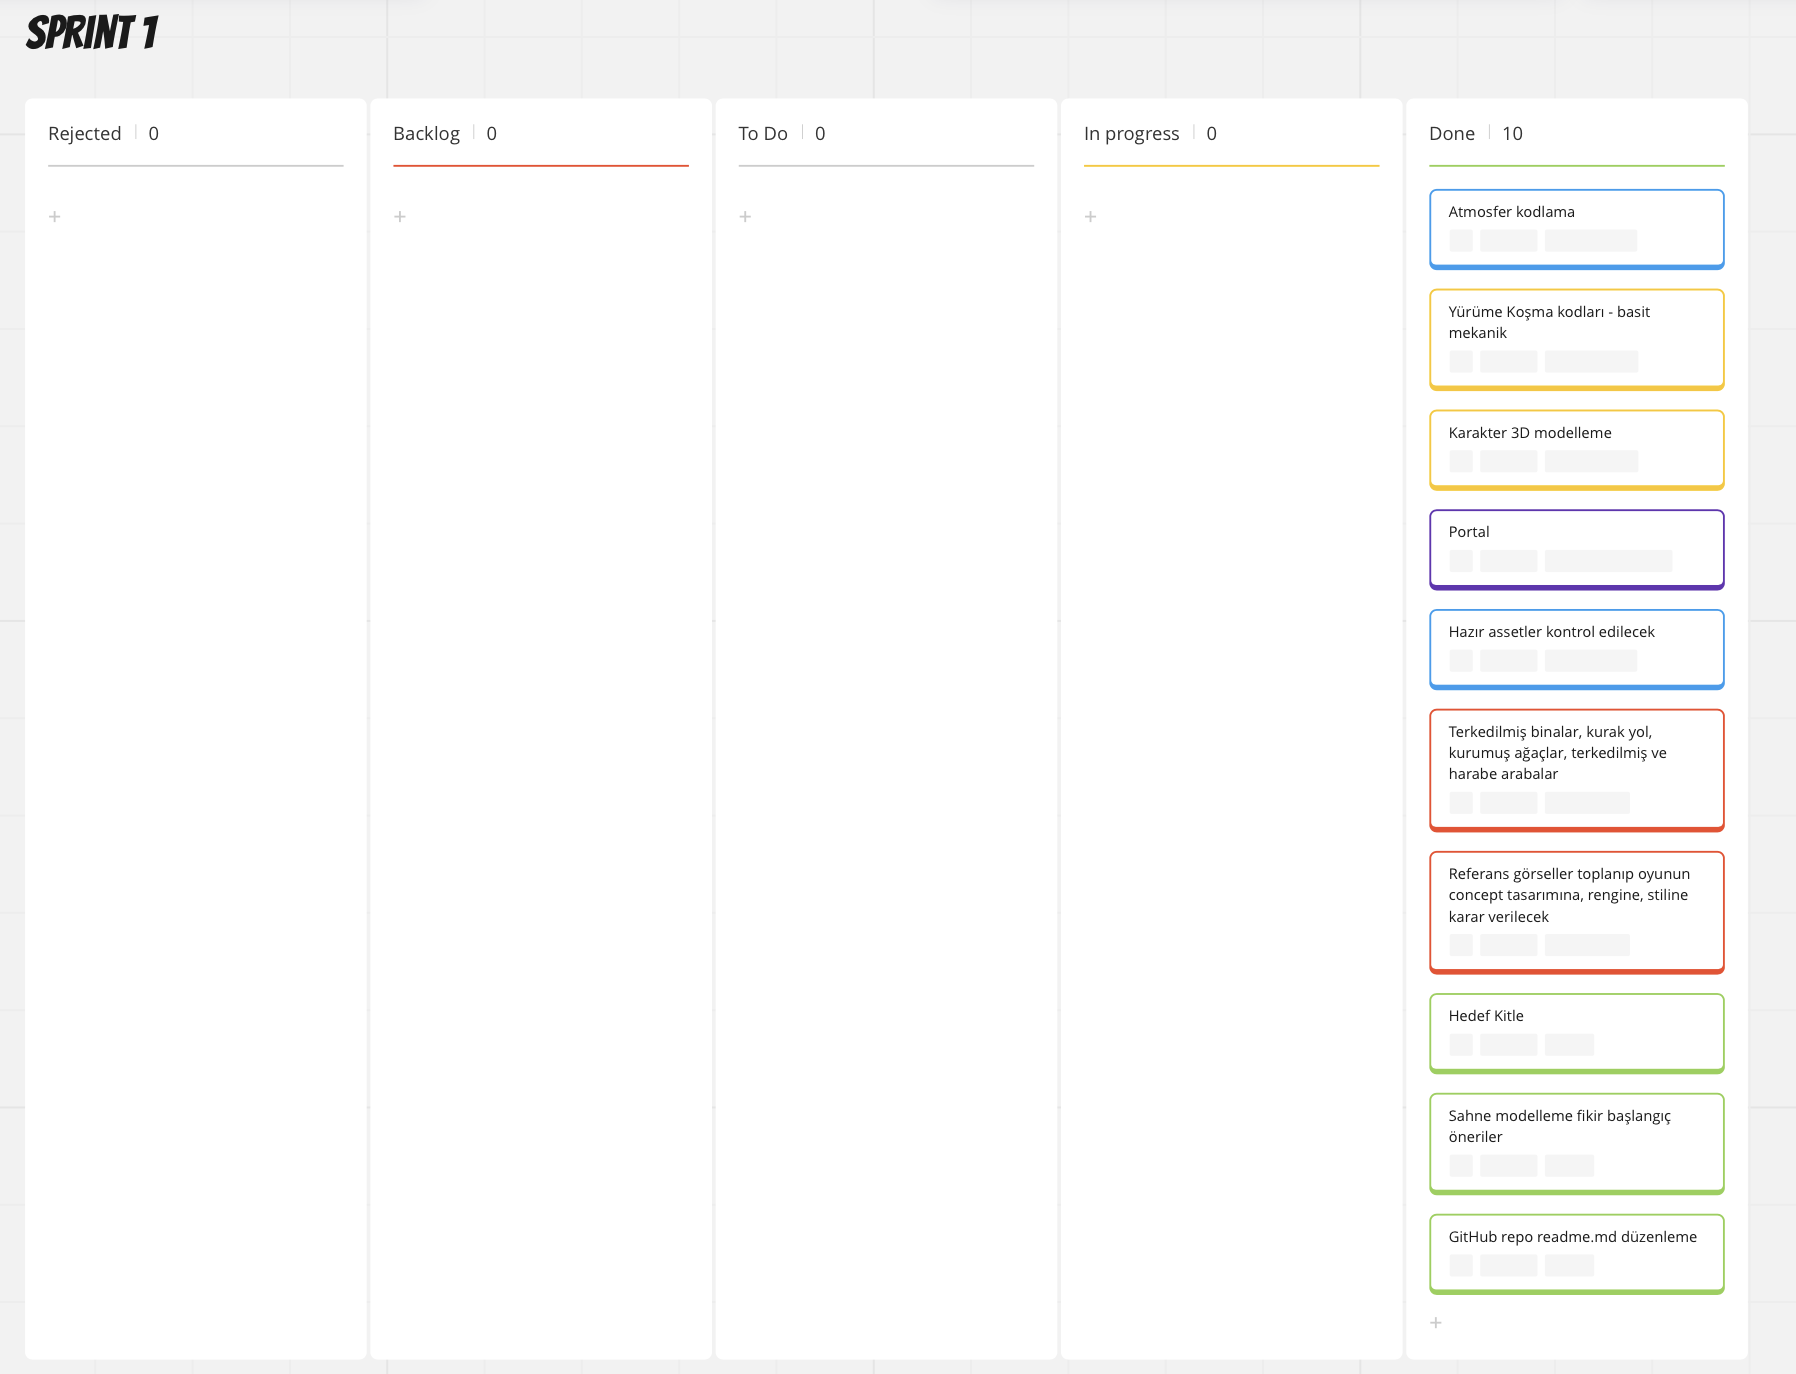 SPRINT 1
Rejected 0
Backlog 0
To Do 0
In progress 0
Done 10
Atmosfer kodlama
Yürüme Koşma kodları - basit
mekanik
Karakter 3D modelleme
Portal
Hazır assetler kontrol edilecek
Terkedilmiş binalar, kurak yol,
kurumuş ağaçlar, terkedilmiş ve
harabe arabalar
Referans görseller toplanıp oyunun
concept tasarımına, rengine, stiline
karar verilecek
Hedef Kitle
Sahne modelleme fikir başlangıç
öneriler
GitHub repo readme.md düzenleme